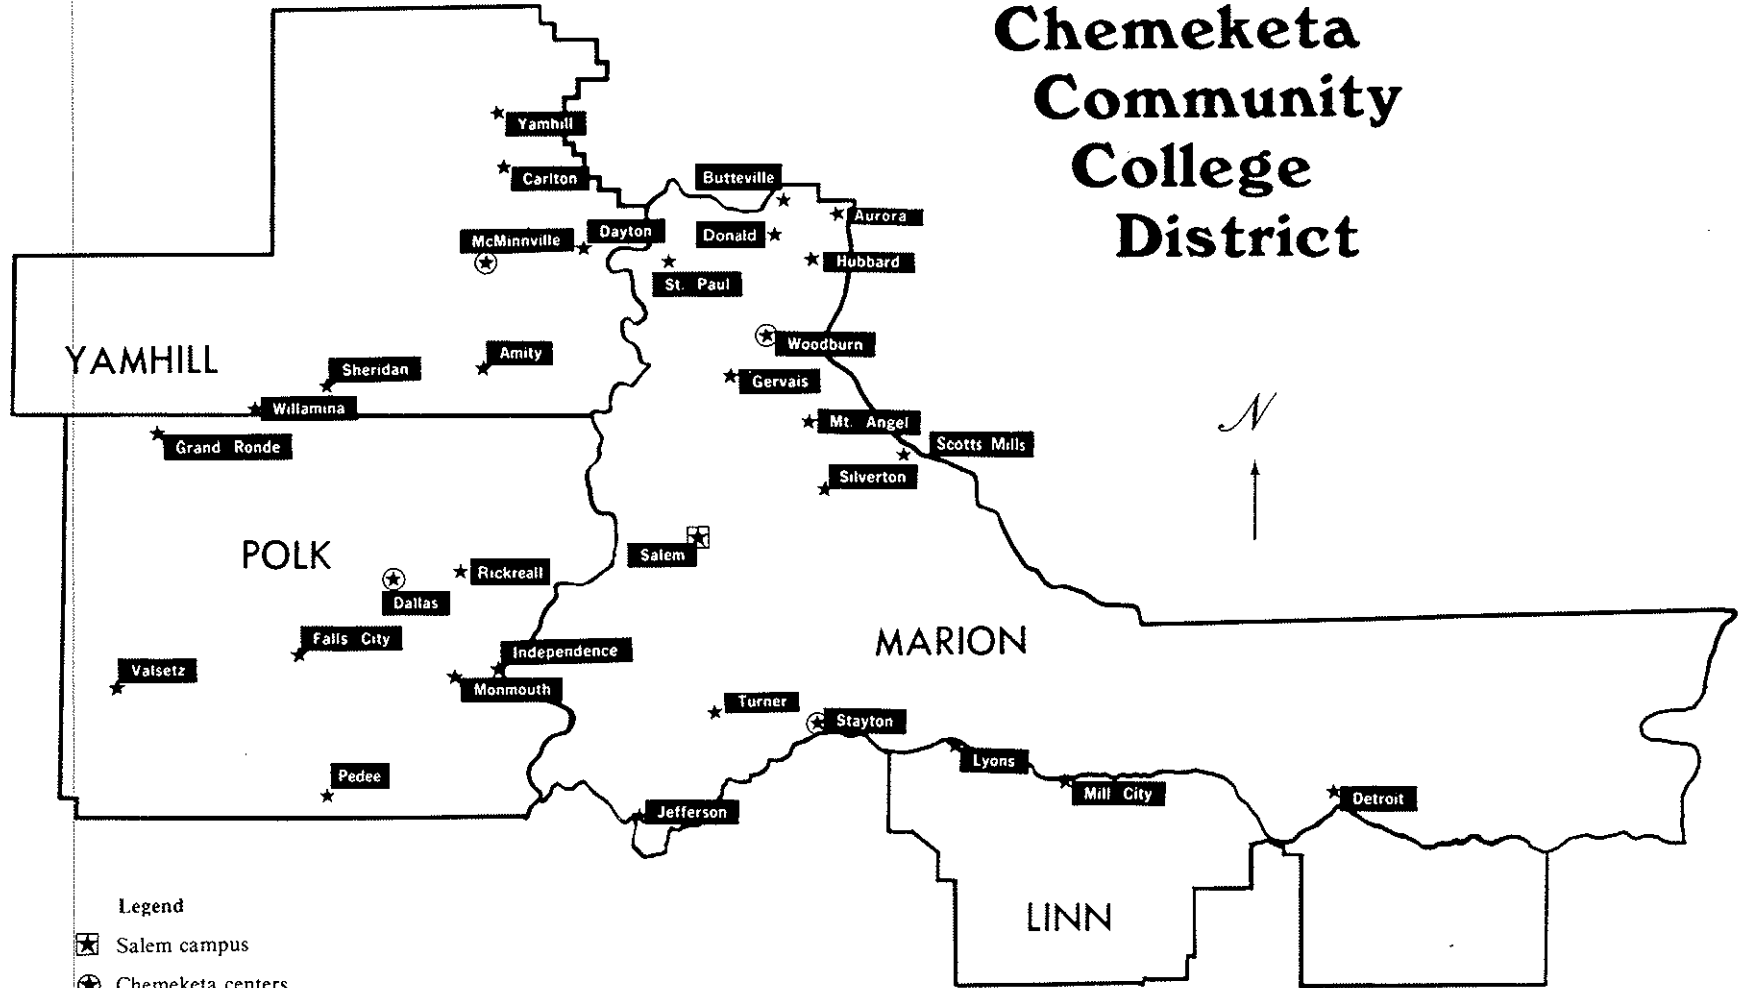 Chemeketa
Community
College
District
Yamhill
Carlton
Butteville
Aurora
McMinnville
Dayton
Donald
Hubbard
St. Paul
Woodburn
YAMHILL
Sheridan
Amity
Gervais
Willamina
Mt. Angel
N
Grand Ronde
Scotts Mills
Silverton
POLK
Salem
Rickreall
Dallas
Falls City
Independence
MARION
Valsetz
Monmouth
Turner
Stayton
Lyons
Pedee
Mill City
Detroit
Jefferson
LINN
Legend
Salem campus
Chemeketa centers